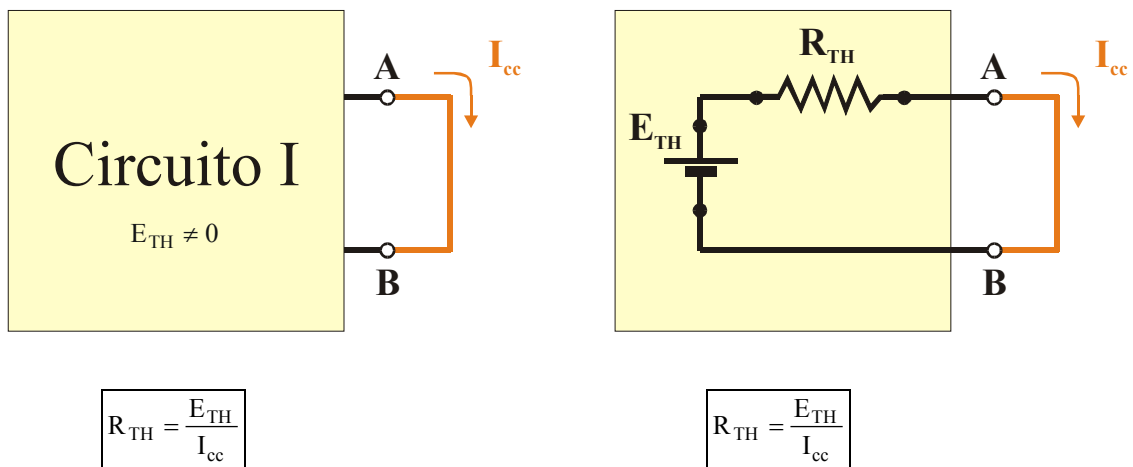 A
I_cc
Circuito I
E_TH ≠ 0
B
R_TH = E_TH / I_cc
R_TH
A
I_cc
E_TH
B
R_TH = E_TH / I_cc